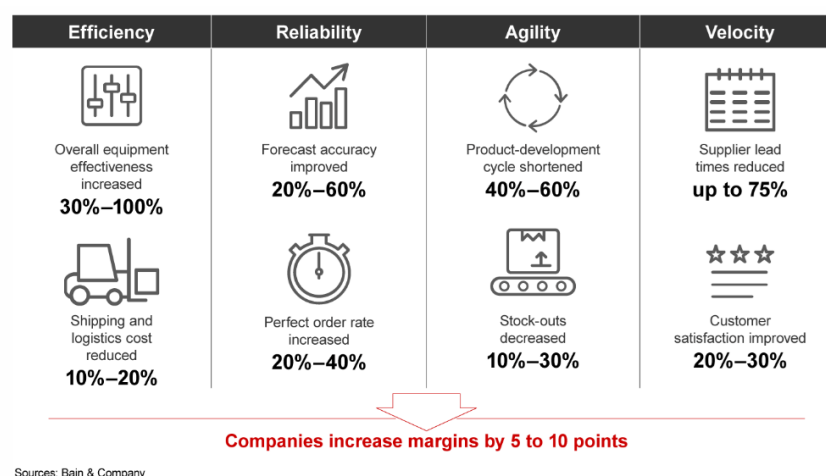 Efficiency
Reliability
Agility
Velocity
Overall equipment
effectiveness
increased
30%–100%
Forecast accuracy
improved
20%–60%
Product-development
cycle shortened
40%–60%
Supplier lead
times reduced
up to 75%
Shipping and
logistics cost
reduced
10%–20%
Perfect order rate
increased
20%–40%
Stock-outs
decreased
10%–30%
Customer
satisfaction improved
20%–30%
Companies increase margins by 5 to 10 points
Sources: Bain & Company